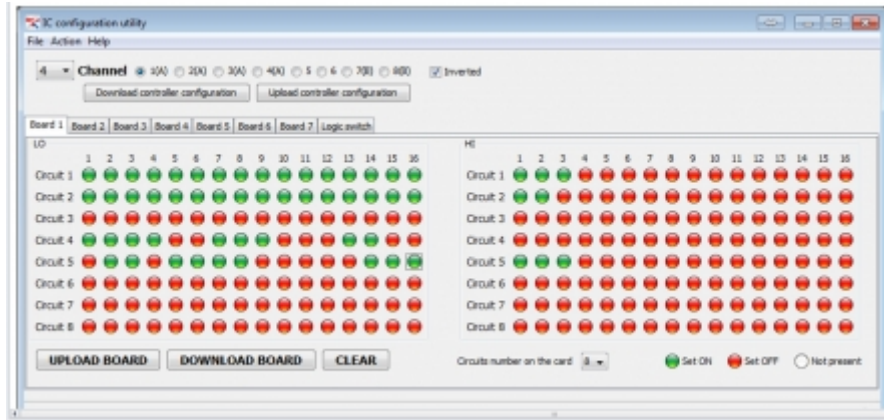 IC configuration utility
File Action Help
4 Channel 1(A) 2(A) 3(A) 4(A) 5 6 7(B) 8(B) Inverted
Download controller configuration Upload controller configuration
Board 1 Board 2 Board 3 Board 4 Board 5 Board 6 Board 7 Logic switch
LO HI
1 2 3 4 5 6 7 8 9 10 11 12 13 14 15 16 1 2 3 4 5 6 7 8 9 10 11 12 13 14 15 16
Circuit 1 Circuit 1
Circuit 2 Circuit 2
Circuit 3 Circuit 3
Circuit 4 Circuit 4
Circuit 5 Circuit 5
Circuit 6 Circuit 6
Circuit 7 Circuit 7
Circuit 8 Circuit 8
UPLOAD BOARD DOWNLOAD BOARD CLEAR Circuits number on the card 8 Set ON Set OFF Not present